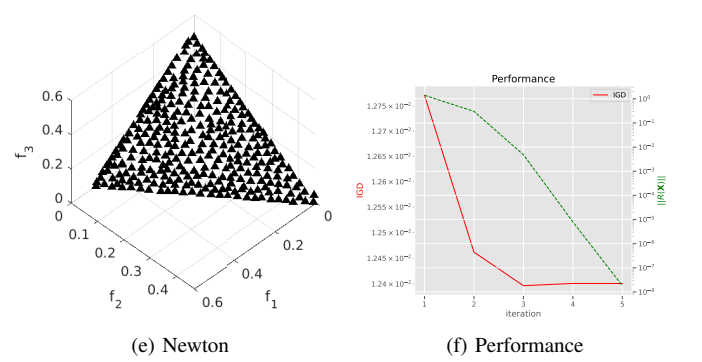 0.6
0.4
0.2
0
f3
0
0.1
0.2
0.3
0.4
f2
0.6
0.4
0.2
0
f1
(e) Newton
Performance
IGD
1.275 × 10⁻²
1.27 × 10⁻²
1.265 × 10⁻²
1.26 × 10⁻²
1.255 × 10⁻²
1.25 × 10⁻²
1.245 × 10⁻²
1.24 × 10⁻²
IGD
10⁰
10⁻¹
10⁻²
10⁻³
10⁻⁴
10⁻⁵
10⁻⁶
10⁻⁷
10⁻⁸
||R(X)||
1 2 3 4 5
iteration
(f) Performance